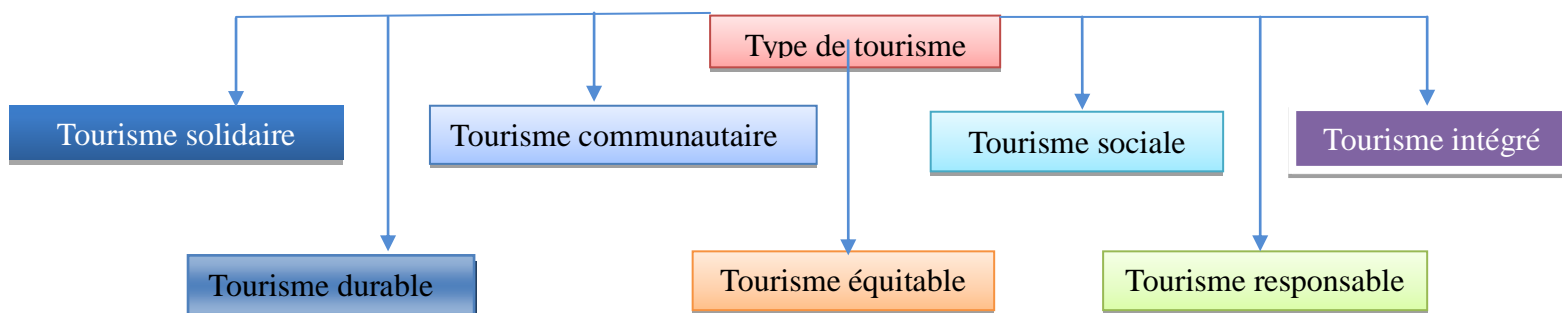 Type de tourisme
Tourisme solidaire
Tourisme communautaire
Tourisme sociale
Tourisme intégré
Tourisme durable
Tourisme équitable
Tourisme responsable